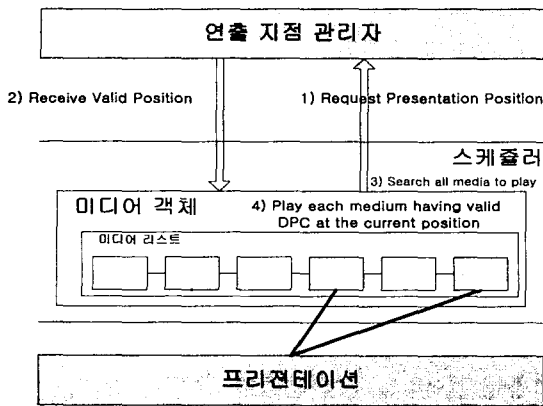 연출 지점 관리자
2) Receive Valid Position
1) Request Presentation Position
스케쥴러
3) Search all media to play
미디어 객체
4) Play each medium having valid
DPC at the current position
미디어 리스트
프리젼테이션